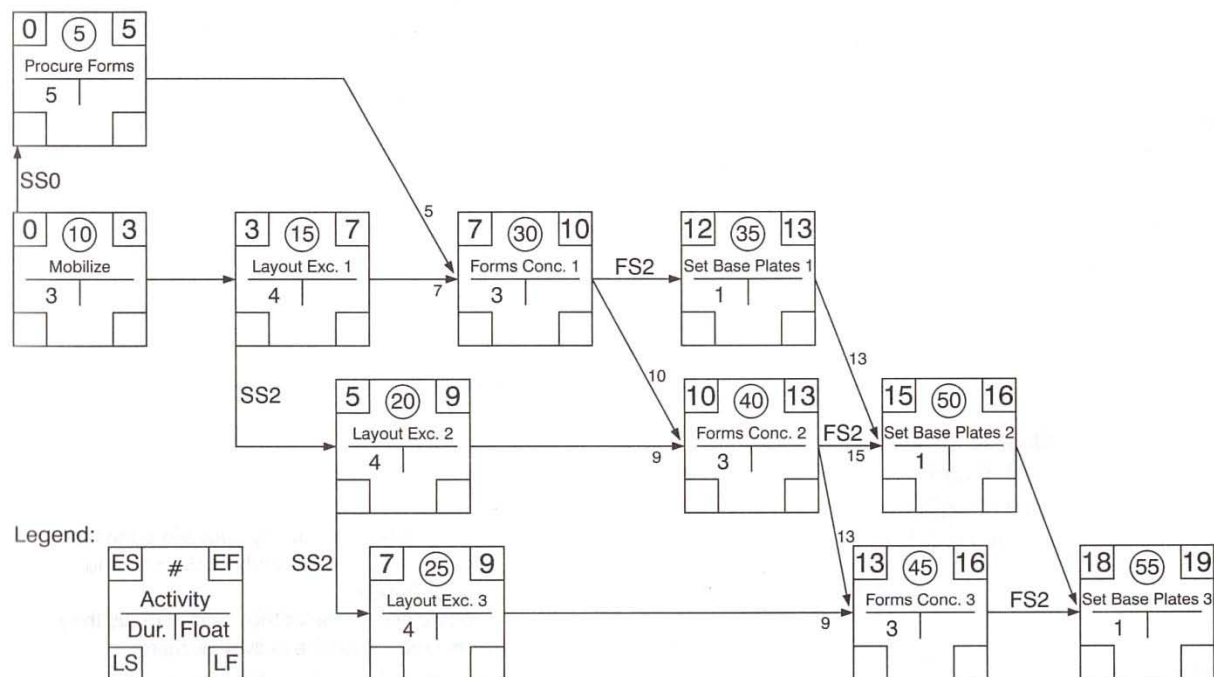 0 5 5
Procure Forms
5
SS0
5
0 10 3
Mobilize
3
3 15 7
Layout Exc. 1
4
7
7 30 10
Forms Conc. 1
3
FS2
12 35 13
Set Base Plates 1
1
SS2
10
13
5 20 9
Layout Exc. 2
4
9
10 40 13
Forms Conc. 2
3
FS2
15
15 50 16
Set Base Plates 2
1
SS2
13
7 25 9
Layout Exc. 3
4
9
13 45 16
Forms Conc. 3
3
FS2
18 55 19
Set Base Plates 3
1
Legend:
ES # EF
Activity
Dur. Float
LS LF